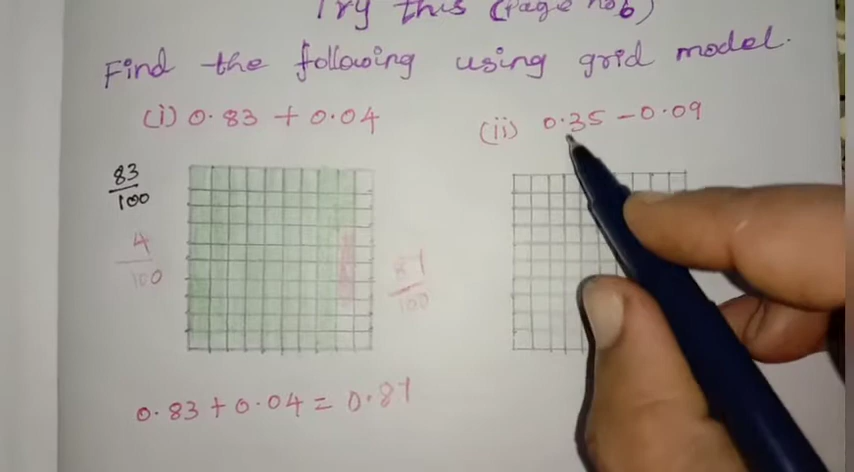 Try this (Page no 6)
Find the following using grid model.
(i) 0.83 + 0.04
(ii) 0.35 - 0.09
83
100
4
100
87
100
0.83 + 0.04 = 0.87